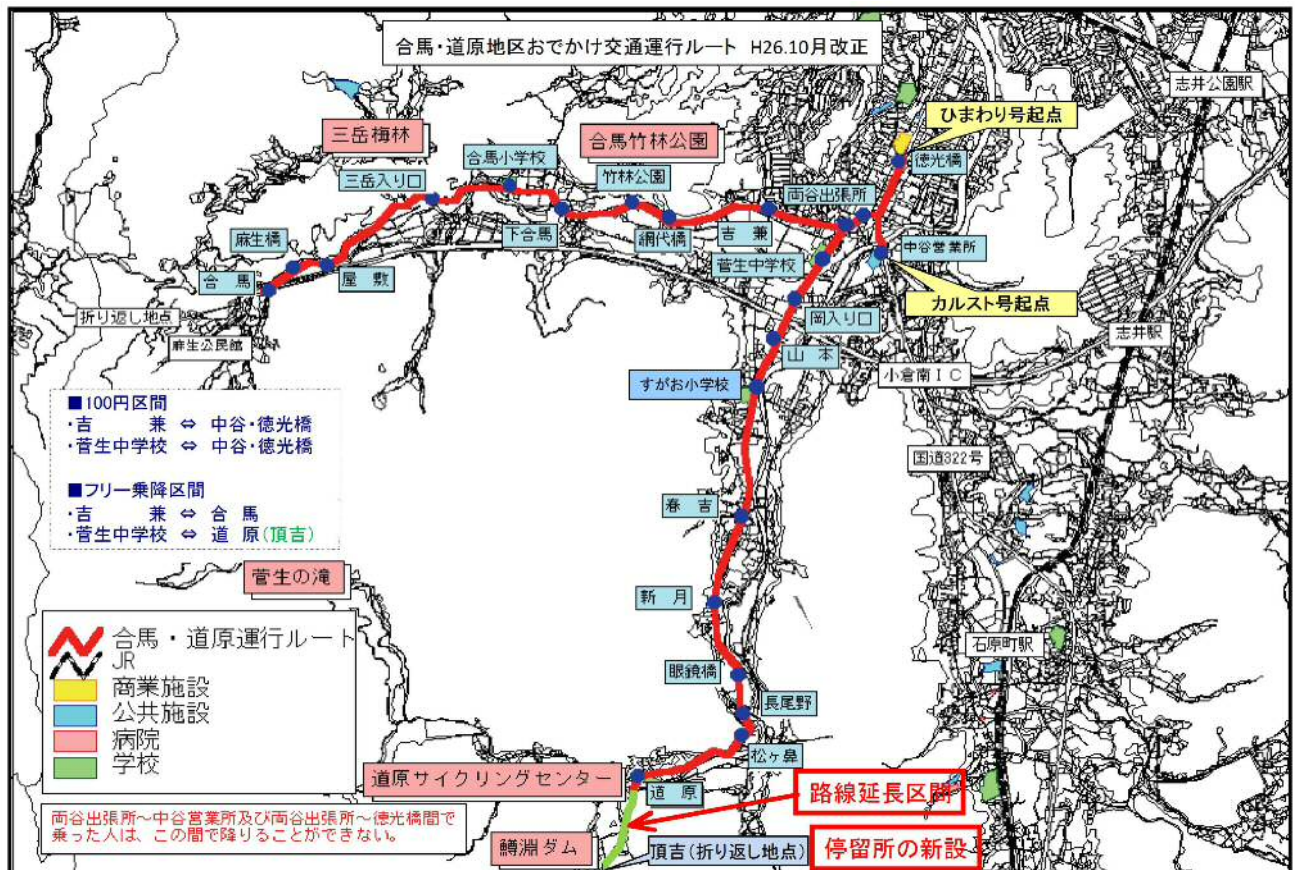 合馬・道原地区おでかけ交通運行ルート H26.10月改正
志井公園駅
ひまわり号起点
三岳梅林
合馬小学校
合馬竹林公園
徳光橋
三岳入り口
竹林公園
両谷出張所
麻生橋
下合馬
網代橋
吉 兼
中谷営業所
菅生中学校
合 馬
屋 敷
カルスト号起点
折り返し地点
岡入り口
麻生公民館
山 本
志井駅
小倉南IC
すがお小学校
■100円区間
・吉 兼 ⇔ 中谷・徳光橋
・菅生中学校 ⇔ 中谷・徳光橋
■フリー乗降区間
・吉 兼 ⇔ 合 馬
・菅生中学校 ⇔ 道 原(頂吉)
国道322号
春 吉
菅生の滝
新 月
石原町駅
合馬・道原運行ルート
JR
商業施設
公共施設
病院
学校
眼鏡橋
長尾野
松ヶ鼻
道原サイクリングセンター
道 原
路線延長区間
両谷出張所~中谷営業所及び両谷出張所~徳光橋間で
乗った人は、この間で降りることができない。
鱒淵ダム
頂吉(折り返し地点)
停留所の新設